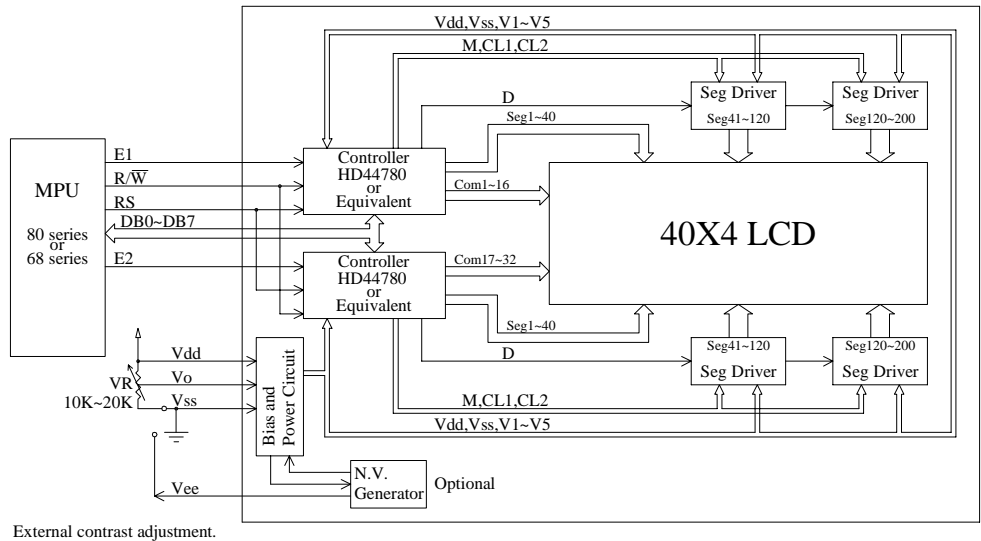 Vdd,Vss,V1~V5
M,CL1,CL2
D
Seg Driver
Seg41~120
Seg Driver
Seg120~200
Seg1~40
MPU
80 series
or
68 series
E1
R/W̅
RS
DB0~DB7
E2
Controller
HD44780
or
Equivalent
Com1~16
40X4 LCD
Controller
HD44780
or
Equivalent
Com17~32
Seg1~40
D
Seg41~120
Seg Driver
Seg120~200
Seg Driver
M,CL1,CL2
Vdd,Vss,V1~V5
Vdd
VR
Vo
10K~20K
Vss
Bias and
Power Circuit
Vee
N.V.
Generator
Optional
External contrast adjustment.